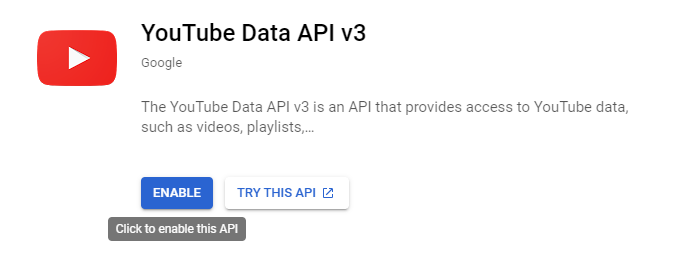 YouTube Data API v3
Google
The YouTube Data API v3 is an API that provides access to YouTube data,
such as videos, playlists,…
ENABLE
TRY THIS API
Click to enable this API